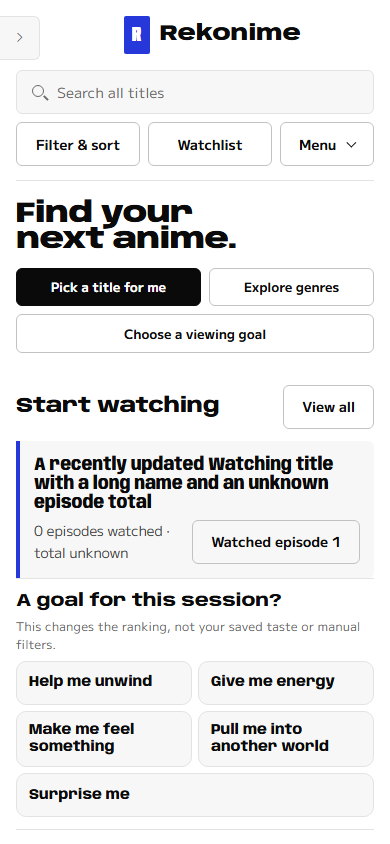 R Rekonime
Search all titles
Filter & sort
Watchlist
Menu
Find your
next anime.
Pick a title for me
Explore genres
Choose a viewing goal
Start watching
View all
A recently updated Watching title
with a long name and an unknown
episode total
0 episodes watched ·
total unknown
Watched episode 1
A goal for this session?
This changes the ranking, not your saved taste or manual
filters.
Help me unwind
Give me energy
Make me feel
something
Pull me into
another world
Surprise me